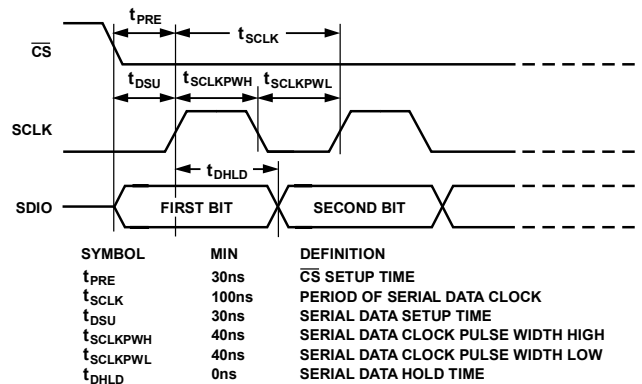 tPRE
tSCLK
CS
tDSU
tSCLKPWH
tSCLKPWL
SCLK
tDHLD
SDIO
FIRST BIT
SECOND BIT
SYMBOL MIN DEFINITION
tPRE 30ns CS SETUP TIME
tSCLK 100ns PERIOD OF SERIAL DATA CLOCK
tDSU 30ns SERIAL DATA SETUP TIME
tSCLKPWH 40ns SERIAL DATA CLOCK PULSE WIDTH HIGH
tSCLKPWL 40ns SERIAL DATA CLOCK PULSE WIDTH LOW
tDHLD 0ns SERIAL DATA HOLD TIME